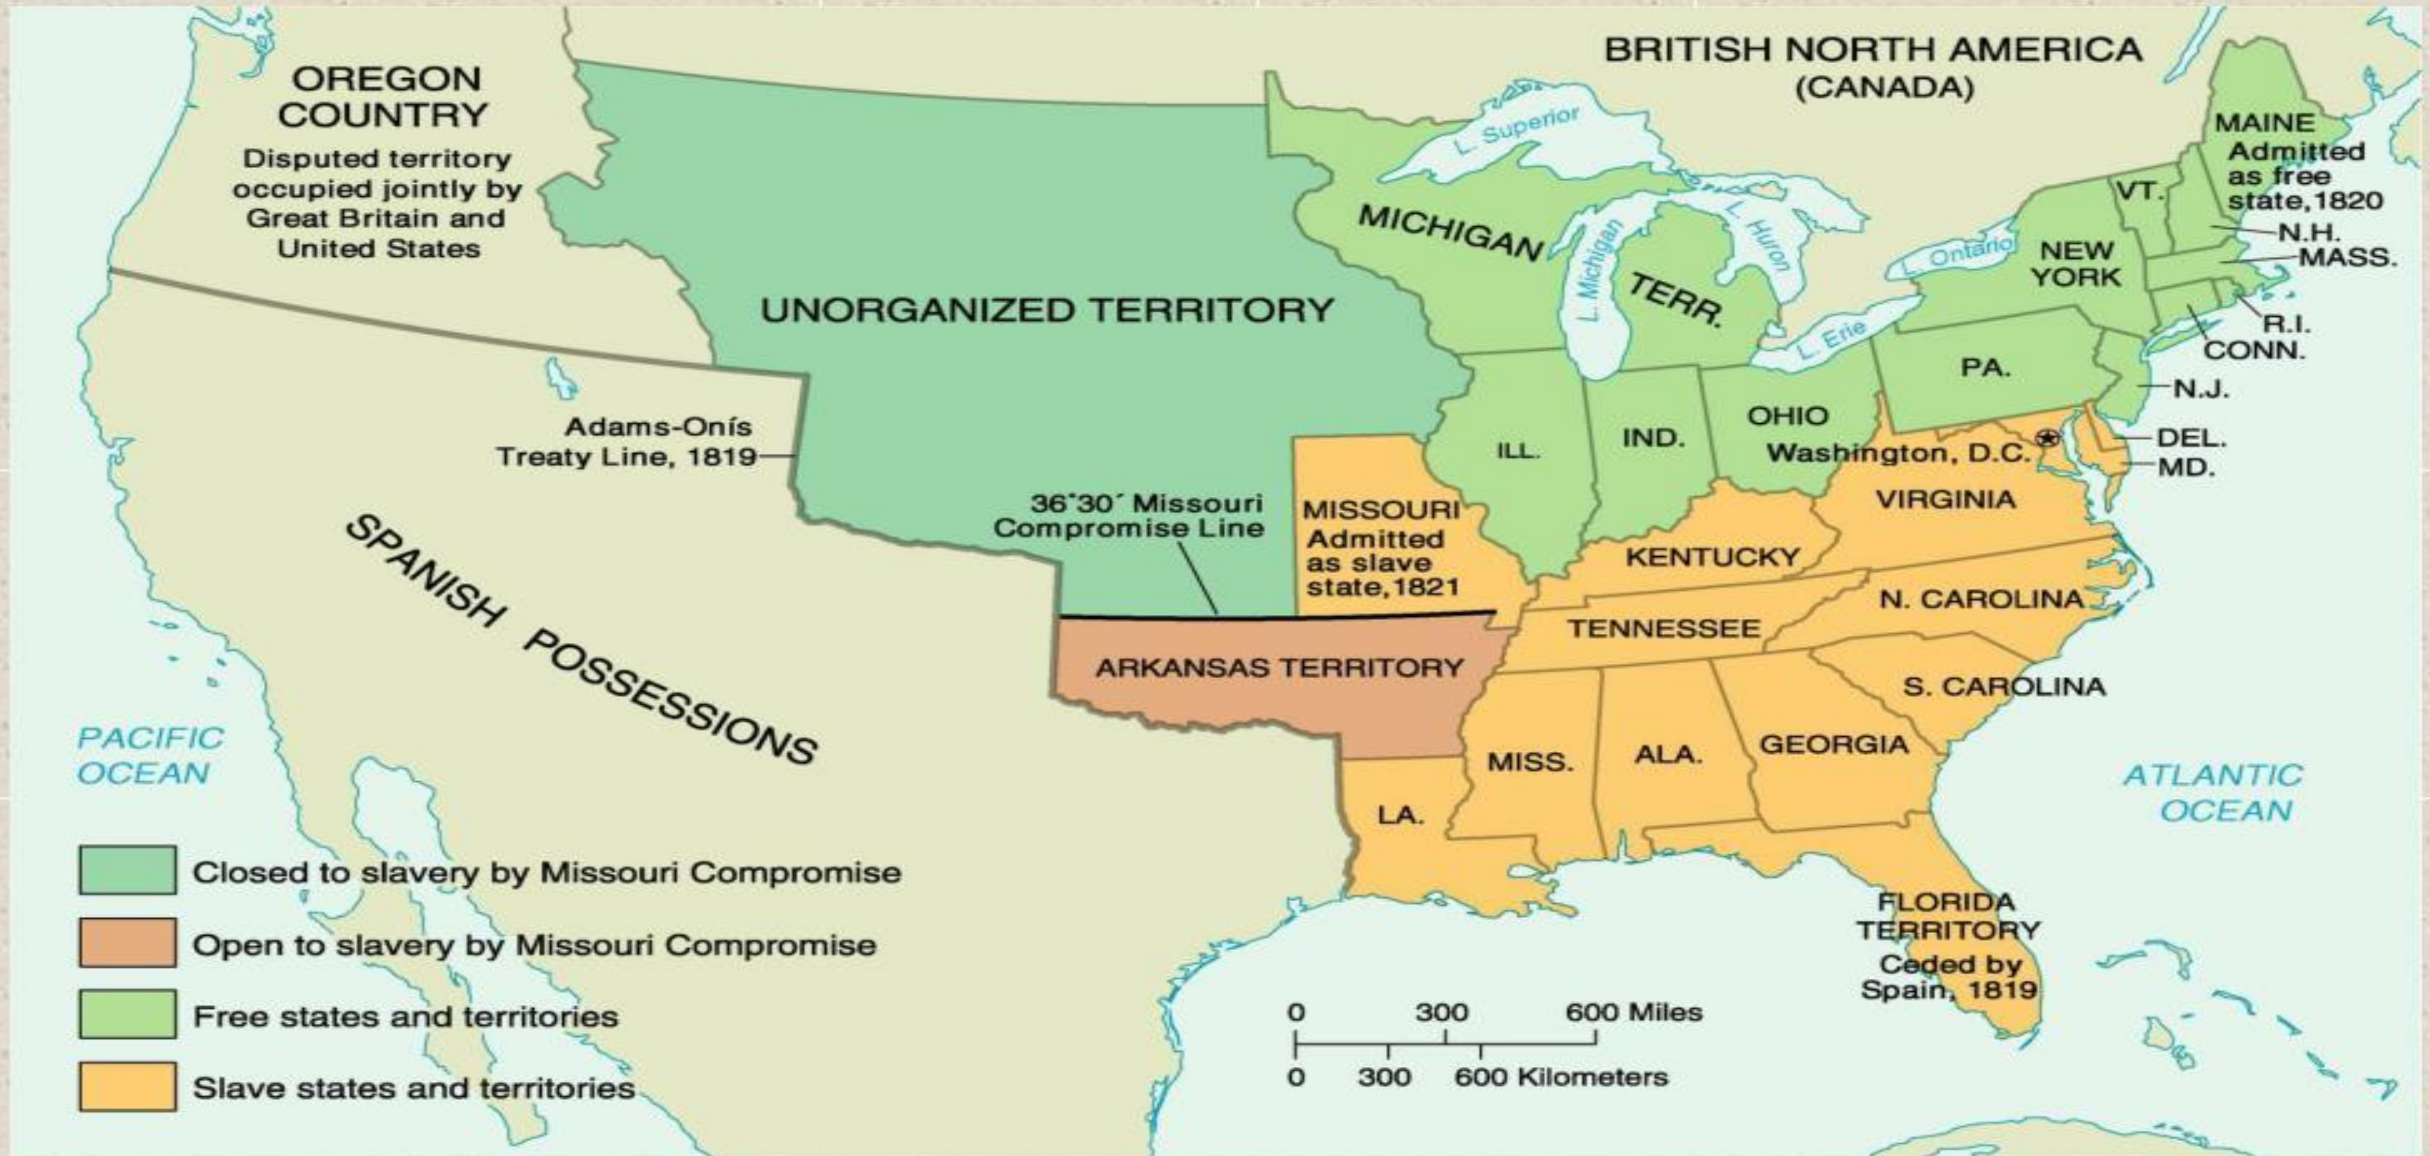 OREGON
COUNTRY
Disputed territory
occupied jointly by
Great Britain and
United States
BRITISH NORTH AMERICA
(CANADA)
L. Superior
MAINE
Admitted
as free
state,1820
VT.
N.H.
MASS.
NEW
YORK
L. Ontario
L. Huron
L. Michigan
MICHIGAN
TERR.
L. Erie
R.I.
CONN.
PA.
N.J.
UNORGANIZED TERRITORY
Adams-Onís
Treaty Line, 1819
OHIO
IND.
ILL.
Washington, D.C.
DEL.
MD.
VIRGINIA
36°30′ Missouri
Compromise Line
MISSOURI
Admitted
as slave
state,1821
KENTUCKY
N. CAROLINA
TENNESSEE
SPANISH POSSESSIONS
ARKANSAS TERRITORY
S. CAROLINA
MISS.
ALA.
GEORGIA
LA.
PACIFIC
OCEAN
ATLANTIC
OCEAN
FLORIDA
TERRITORY
Ceded by
Spain, 1819
Closed to slavery by Missouri Compromise
Open to slavery by Missouri Compromise
Free states and territories
Slave states and territories
0 300 600 Miles
0 300 600 Kilometers